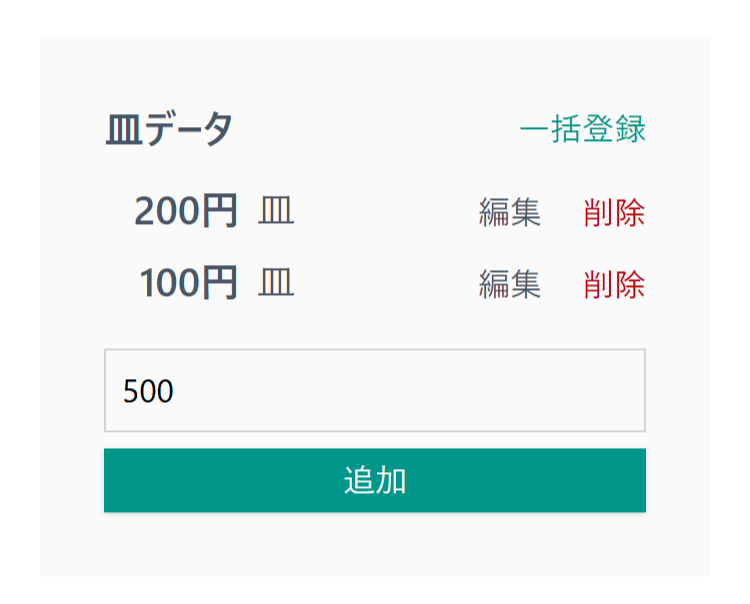 皿データ 一括登録
200円 皿 編集 削除
100円 皿 編集 削除
500
追加